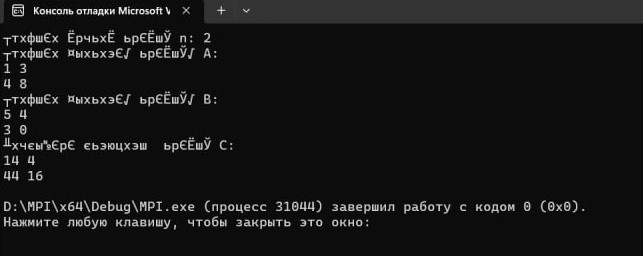 Консоль отладки Microsoft V
┬тхфшЄх ЁрчьхЁ ьрЄЁшЎ n: 2
┬тхфшЄх ¤ыхьхэЄ√ ьрЄЁшЎ√ A:
1 3
4 8
┬тхфшЄх ¤ыхьхэЄ√ ьрЄЁшЎ√ B:
5 4
3 0
╨хчєы№ЄрЄ єьэюцхэш  ьрЄЁшЎ C:
14 4
44 16
D:\MPI\x64\Debug\MPI.exe (процесс 31044) завершил работу с кодом 0 (0x0).
Нажмите любую клавишу, чтобы закрыть это окно: